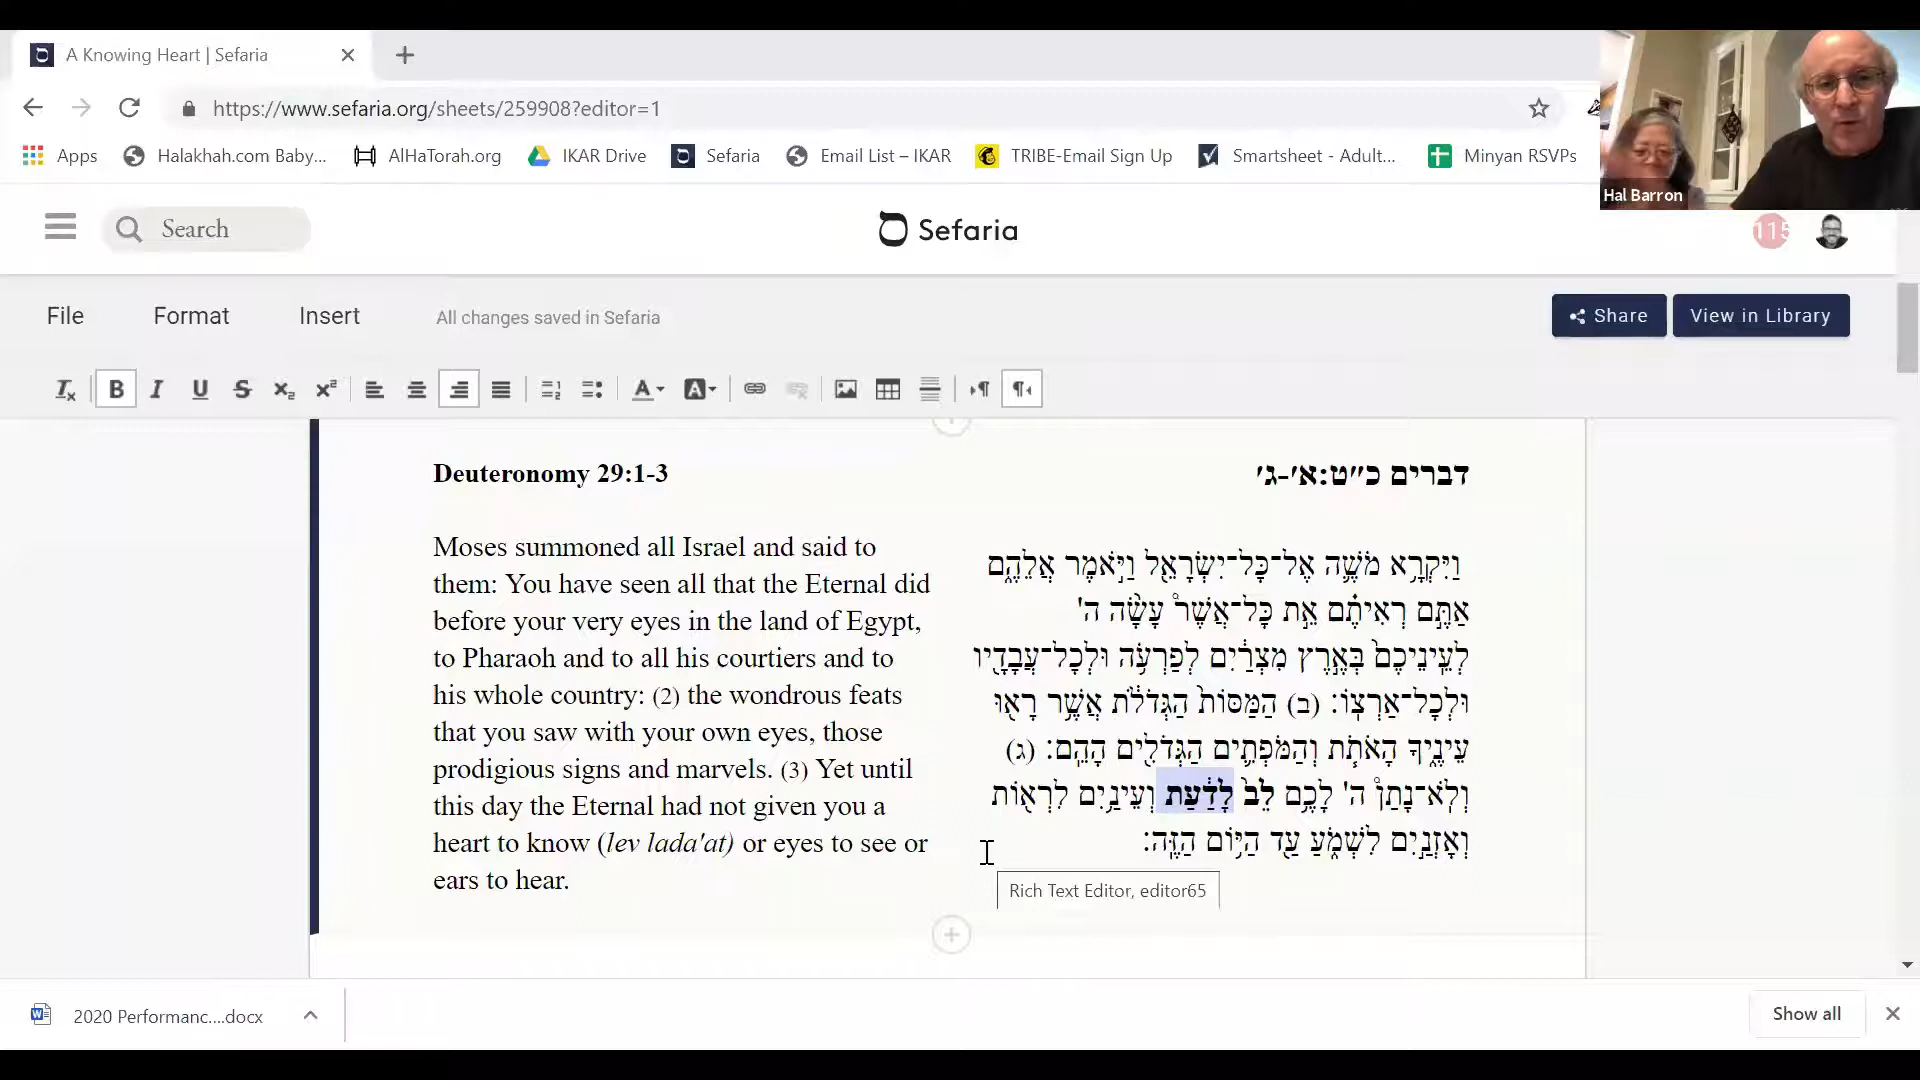 A Knowing Heart | Sefaria
https://www.sefaria.org/sheets/259908?editor=1
Apps Halakhah.com Baby... AlHaTorah.org IKAR Drive Sefaria Email List – IKAR TRIBE-Email Sign Up Smartsheet - Adult... Minyan RSVPs
Hal Barron
Search Sefaria 115
File Format Insert All changes saved in Sefaria Share View in Library
Deuteronomy 29:1-3
Moses summoned all Israel and said to
them: You have seen all that the Eternal did
before your very eyes in the land of Egypt,
to Pharaoh and to all his courtiers and to
his whole country: (2) the wondrous feats
that you saw with your own eyes, those
prodigious signs and marvels. (3) Yet until
this day the Eternal had not given you a
heart to know (lev lada'at) or eyes to see or
ears to hear.
דברים כ״ט:א׳-ג׳
וַיִּקְרָ֥א מֹשֶׁ֛ה אֶל־כׇּל־יִשְׂרָאֵ֖ל וַיֹּ֣אמֶר אֲלֵהֶ֑ם
אַתֶּ֣ם רְאִיתֶ֗ם אֵ֣ת כׇּל־אֲשֶׁר֩ עָשָׂ֨ה ה'
לְעֵֽינֵיכֶם֙ בְּאֶ֣רֶץ מִצְרַ֔יִם לְפַרְעֹ֥ה וּלְכׇל־עֲבָדָ֖יו
וּלְכׇל־אַרְצֽוֹ׃ (ב) הַמַּסּוֹת֙ הַגְּדֹלֹ֔ת אֲשֶׁ֥ר רָא֖וּ
עֵינֶ֑יךָ הָאֹתֹ֧ת וְהַמֹּפְתִ֛ים הַגְּדֹלִ֖ים הָהֵֽם׃ (ג)
וְלֹֽא־נָתַן֩ ה' לָכֶ֥ם לֵב֙ לָדַ֔עַת וְעֵינַ֥יִם לִרְא֖וֹת
וְאׇזְנַ֣יִם לִשְׁמֹ֑עַ עַ֖ד הַיּ֥וֹם הַזֶּֽה׃
Rich Text Editor, editor65
2020 Performanc....docx Show all